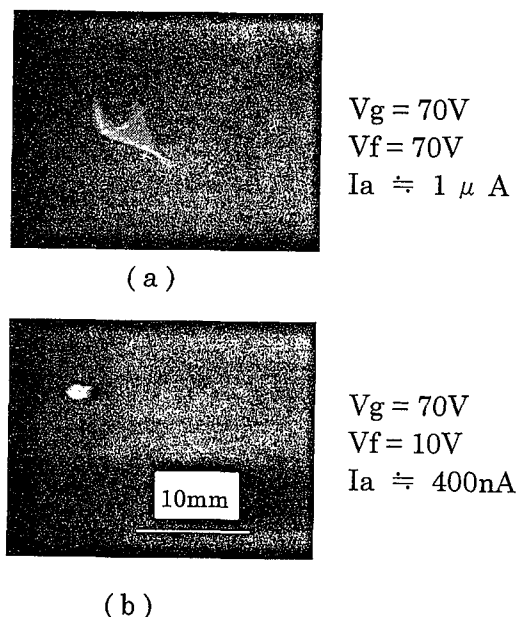 Vg = 70V
Vf = 70V
Ia ≒ 1 μ A
(a)
Vg = 70V
Vf = 10V
Ia ≒ 400nA
10mm
(b)